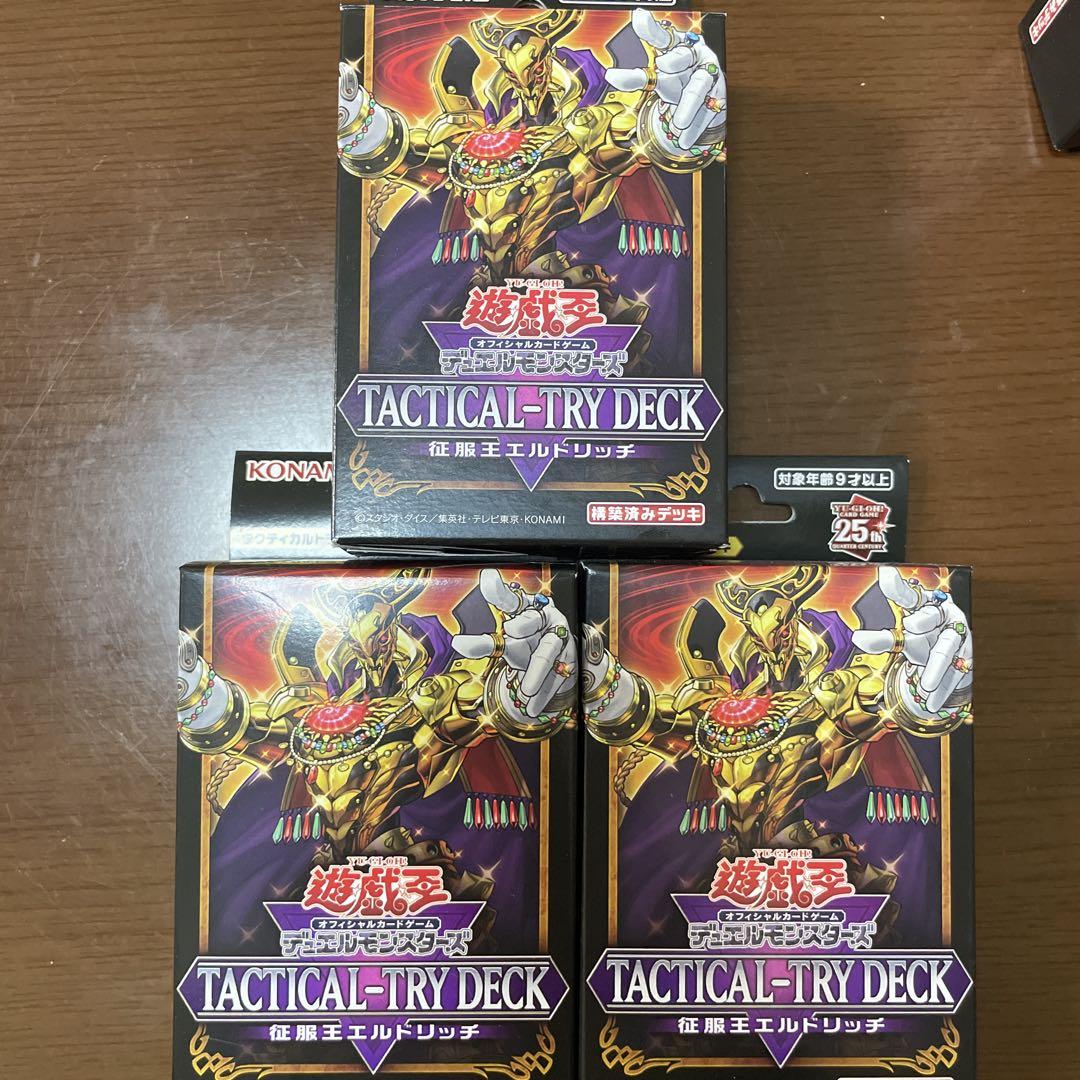 YU-GI-OH!
遊戯王
オフィシャルカードゲーム
デュエルモンスターズ
TACTICAL-TRY DECK
征服王エルドリッチ
©スタジオ・ダイス/集英社・テレビ東京・KONAMI
構築済みデッキ
KONAMI
対象年齢9才以上
YU-GI-OH!
CARD GAME
25th
QUARTER CENTURY
YU-GI-OH!
遊戯王
オフィシャルカードゲーム
デュエルモンスターズ
TACTICAL-TRY DECK
征服王エルドリッチ
YU-GI-OH!
遊戯王
オフィシャルカードゲーム
デュエルモンスターズ
TACTICAL-TRY DECK
征服王エルドリッチ